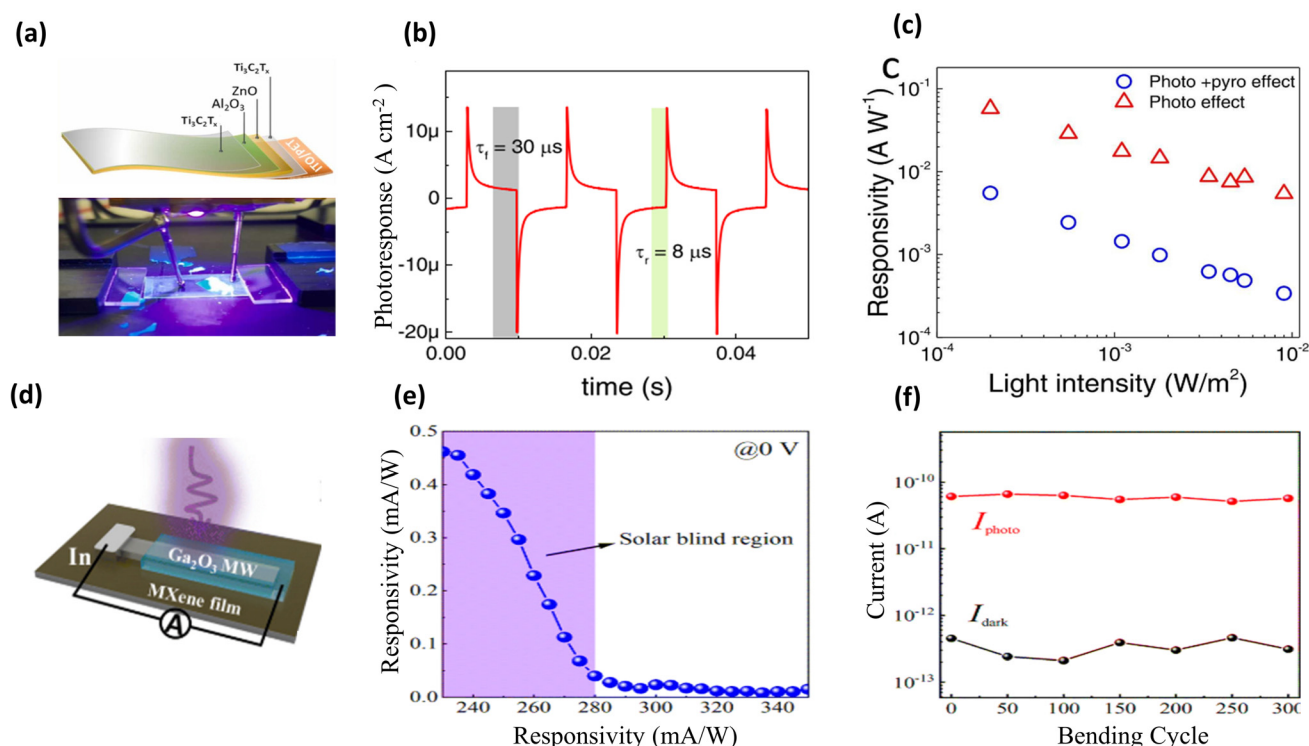 (a)
Ti₃C₂Tₓ
ZnO
Al₂O₃
Ti₃C₂Tₓ
ITO/PET
(b)
Photoresponse (A cm⁻²)
10μ
0
-10μ
-20μ
τf = 30 μs
τr = 8 μs
0.00
0.02
0.04
time (s)
(c)
C
Responsivity (A W⁻¹)
10⁻¹
10⁻²
10⁻³
10⁻⁴
Photo +pyro effect
Photo effect
10⁻⁴
10⁻³
10⁻²
Light intensity (W/m²)
(d)
In
Ga₂O₃ MW
MXene film
A
(e)
Responsivity (mA/W)
0.5
0.4
0.3
0.2
0.1
0.0
@0 V
Solar blind region
240
260
280
300
320
340
Responsivity (mA/W)
(f)
Current (A)
10⁻¹⁰
10⁻¹¹
10⁻¹²
10⁻¹³
Iphoto
Idark
0
50
100
150
200
250
300
Bending Cycle